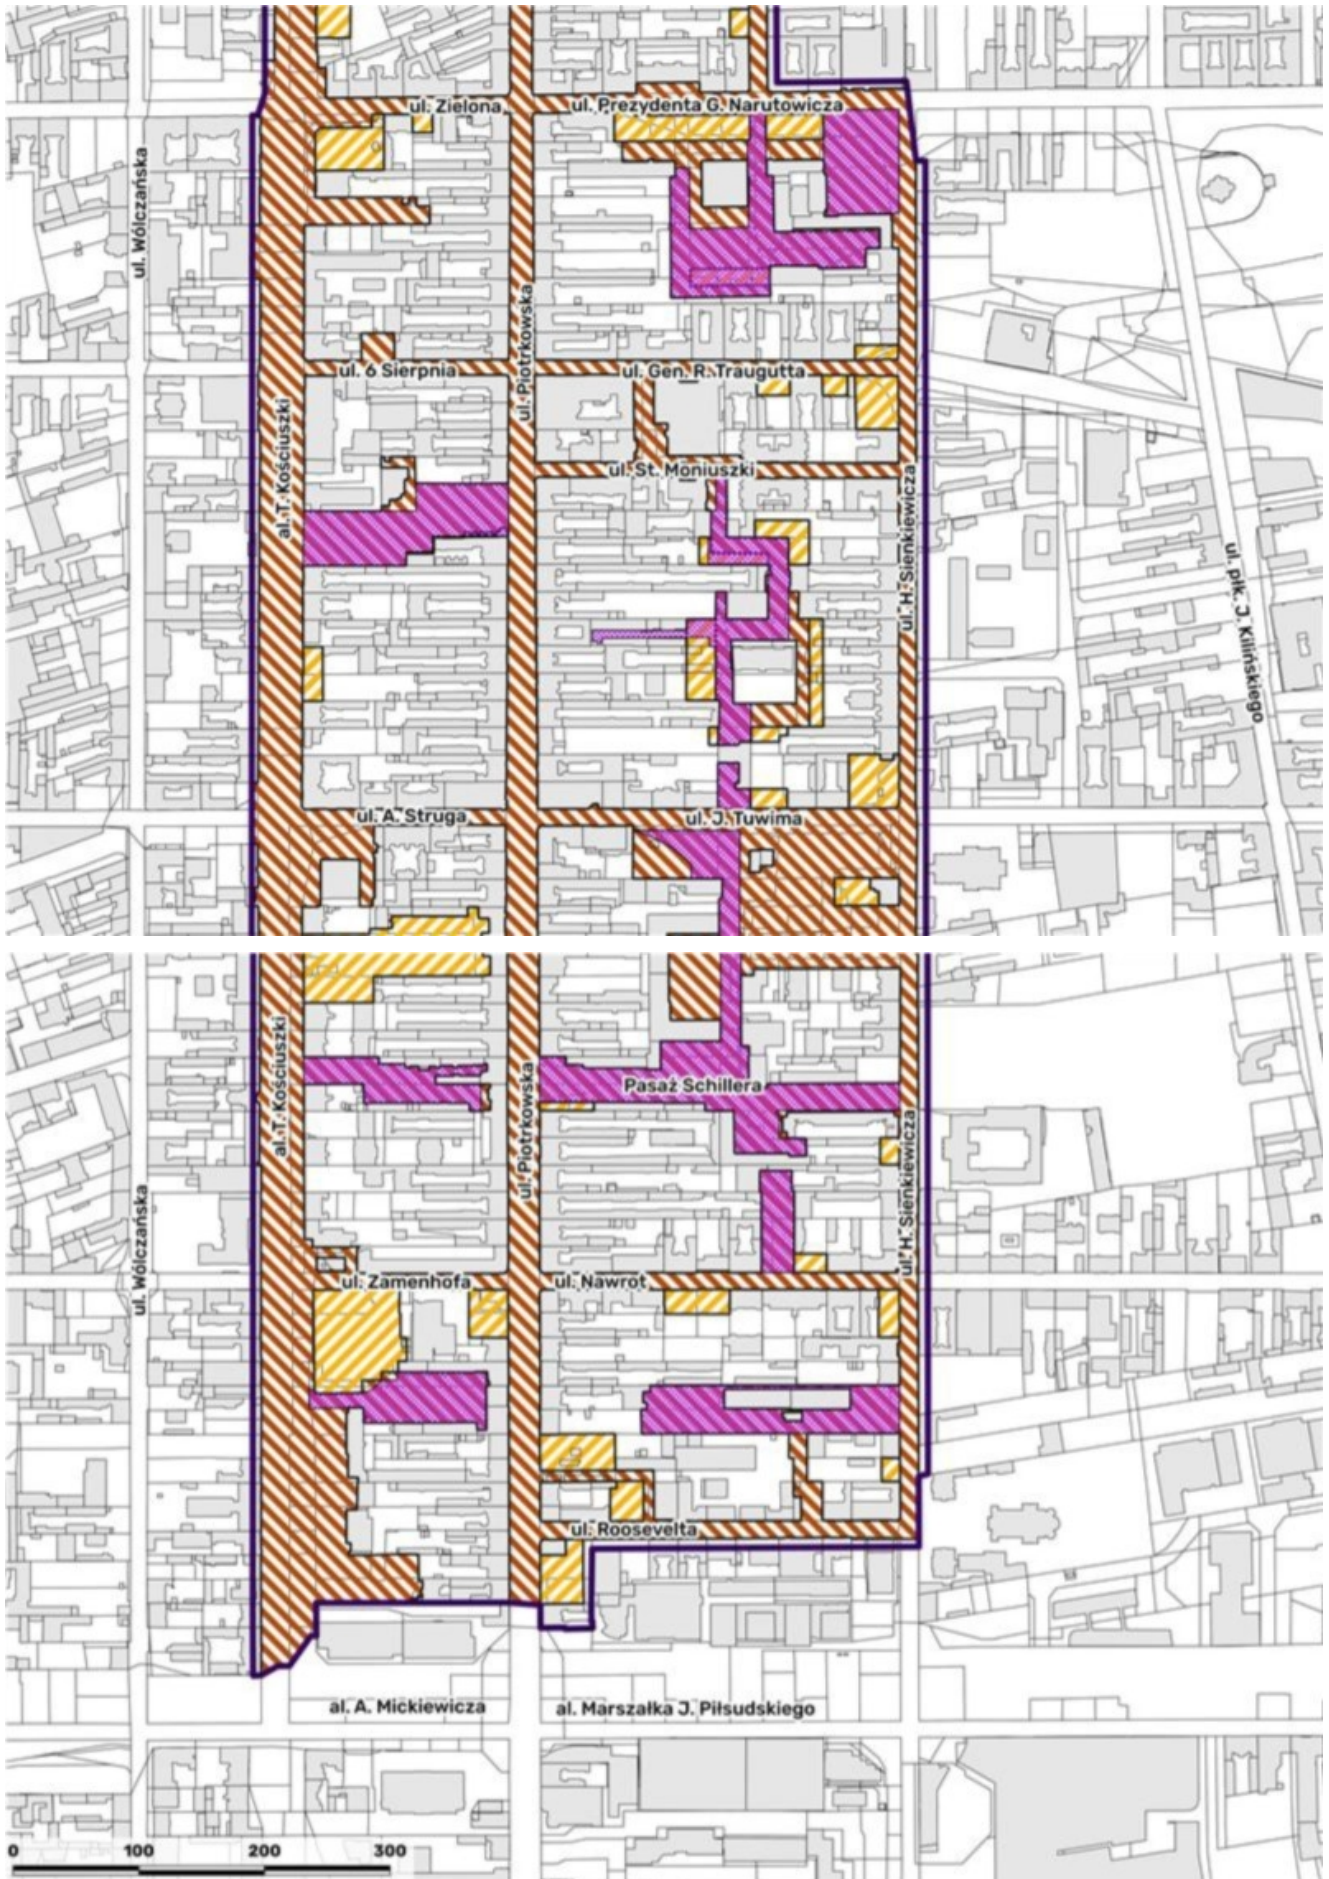 ul. Zielona
ul. Prezydenta G. Narutowicza
ul. Wólczańska
ul. Piotrkowska
ul. 6 Sierpnia
ul. Gen. R. Traugutta
al. T. Kościuszki
ul. St. Moniuszki
ul. H. Sienkiewicza
ul. płk. J. Kilińskiego
ul. A. Struga
ul. J. Tuwima
al. T. Kościuszki
ul. Piotrkowska
Pasaż Schillera
ul. H. Sienkiewicza
ul. Wólczańska
ul. Zamenhofa
ul. Nawrot
ul. Roosevelta
al. A. Mickiewicza
al. Marszałka J. Piłsudskiego
0 100 200 300